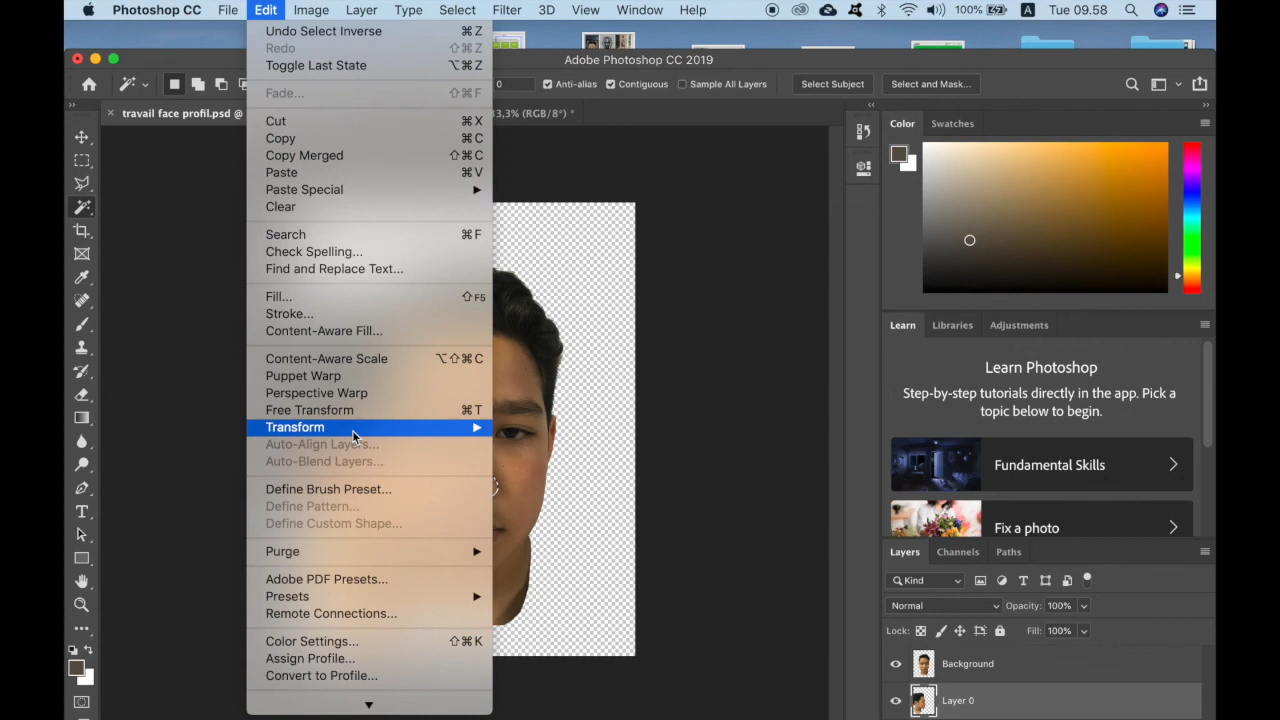 Photoshop CC File Edit Image Layer Type Select Filter 3D View Window Help 100% A Tue 09.58
Adobe Photoshop CC 2019
0 Anti-alias Contiguous Sample All Layers Select Subject Select and Mask...
travail face profil.psd @ 3,3% (RGB/8*) *
Undo Select Inverse ⌘Z
Redo ⇧⌘Z
Toggle Last State ⌥⌘Z
Fade... ⇧⌘F
Cut ⌘X
Copy ⌘C
Copy Merged ⇧⌘C
Paste ⌘V
Paste Special
Clear
Search ⌘F
Check Spelling...
Find and Replace Text...
Fill... ⇧F5
Stroke...
Content-Aware Fill...
Content-Aware Scale ⌥⇧⌘C
Puppet Warp
Perspective Warp
Free Transform ⌘T
Transform
Auto-Align Layers...
Auto-Blend Layers...
Define Brush Preset...
Define Pattern...
Define Custom Shape...
Purge
Adobe PDF Presets...
Presets
Remote Connections...
Color Settings... ⇧⌘K
Assign Profile...
Convert to Profile...
Color Swatches
Learn Libraries Adjustments
Learn Photoshop
Step-by-step tutorials directly in the app. Pick a
topic below to begin.
Fundamental Skills
Fix a photo
Layers Channels Paths
Kind
Normal Opacity: 100%
Lock: Fill: 100%
Background
Layer 0